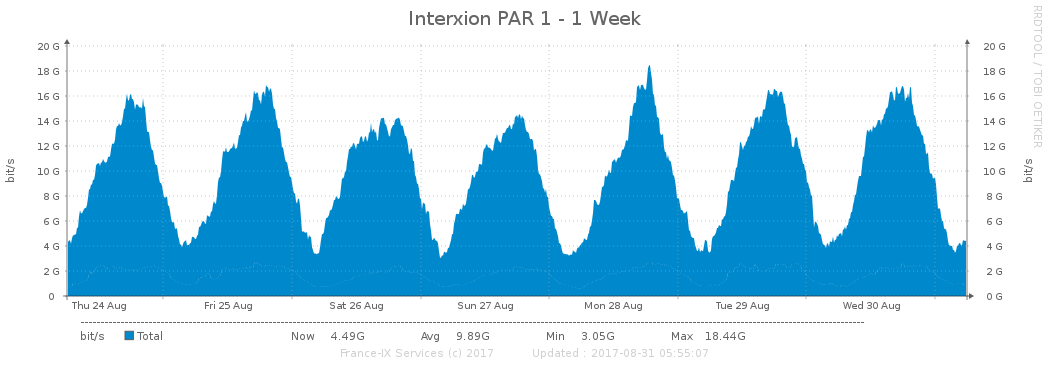 Interxion PAR 1 - 1 Week
RRDTOOL / TOBI OETIKER
bit/s
20 G 20 G
18 G 18 G
16 G 16 G
14 G 14 G
12 G 12 G
10 G 10 G
8 G 8 G
6 G 6 G
4 G 4 G
2 G 2 G
0 0 G
bit/s
Thu 24 Aug Fri 25 Aug Sat 26 Aug Sun 27 Aug Mon 28 Aug Tue 29 Aug Wed 30 Aug
bit/s Total Now 4.49G Avg 9.89G Min 3.05G Max 18.44G
France-IX Services (c) 2017 Updated : 2017-08-31 05:55:07